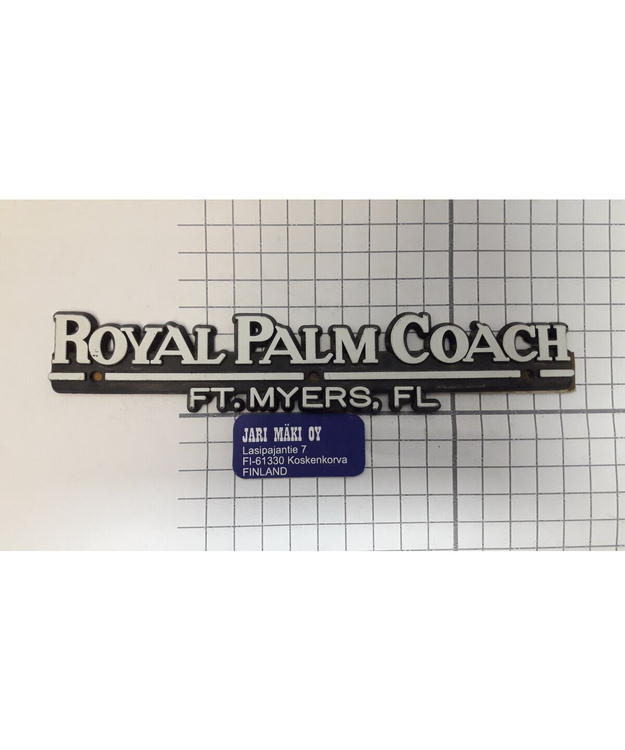 ROYAL PALM COACH
FT. MYERS, FL
JARI MÄKI OY
Lasipajantie 7
FI-61330 Koskenkorva
FINLAND